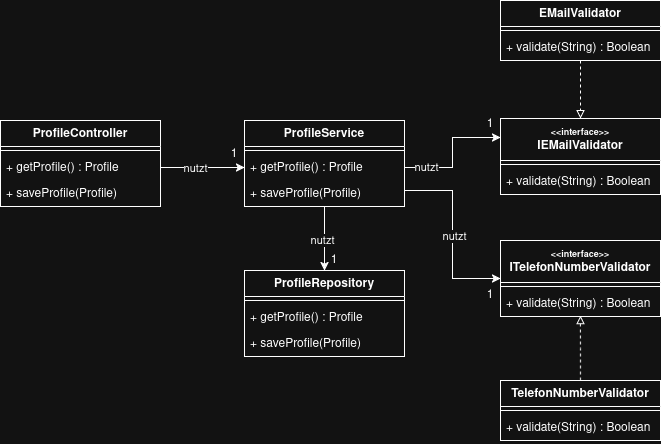 EMailValidator
+ validate(String) : Boolean
ProfileController
+ getProfile() : Profile
+ saveProfile(Profile)
nutzt
1
ProfileService
+ getProfile() : Profile
+ saveProfile(Profile)
nutzt
1
<<interface>>
IEMailValidator
+ validate(String) : Boolean
nutzt
1
<<interface>>
ITelefonNumberValidator
+ validate(String) : Boolean
nutzt
1
ProfileRepository
+ getProfile() : Profile
+ saveProfile(Profile)
TelefonNumberValidator
+ validate(String) : Boolean